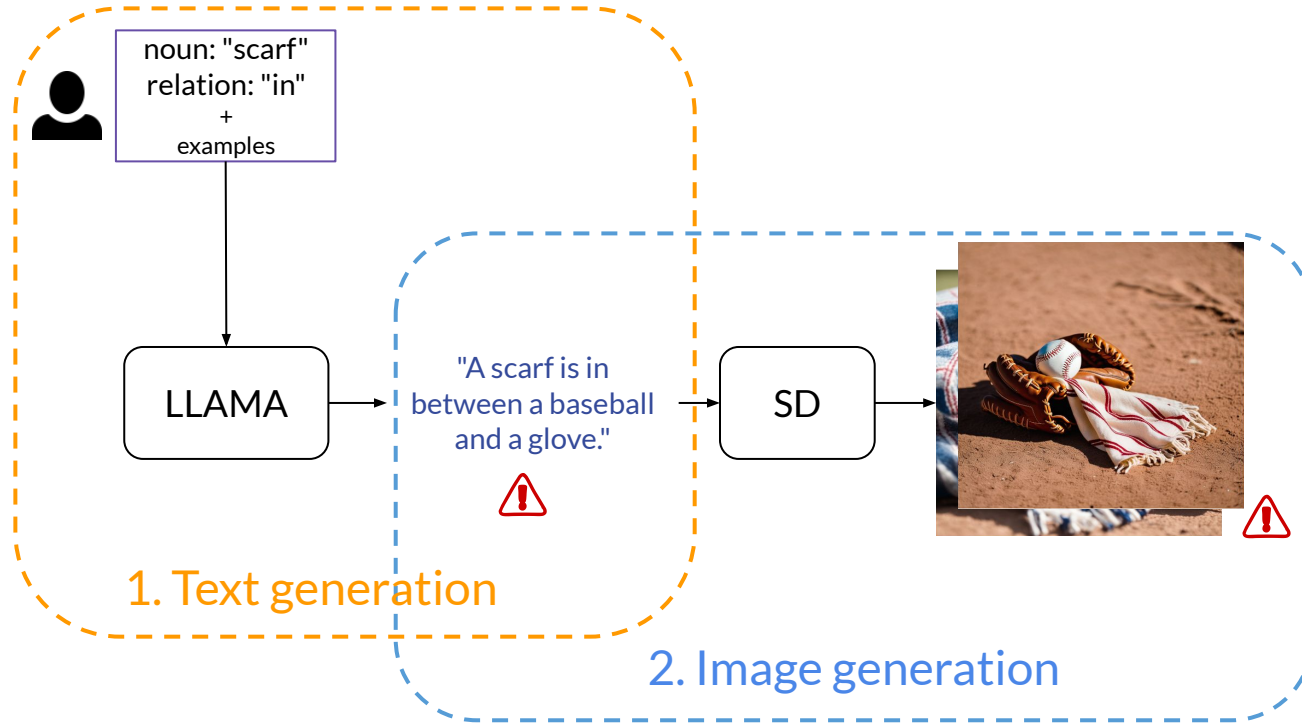 noun: "scarf"
relation: "in"
+
examples
LLAMA
"A scarf is in
between a baseball
and a glove."
SD
1. Text generation
2. Image generation